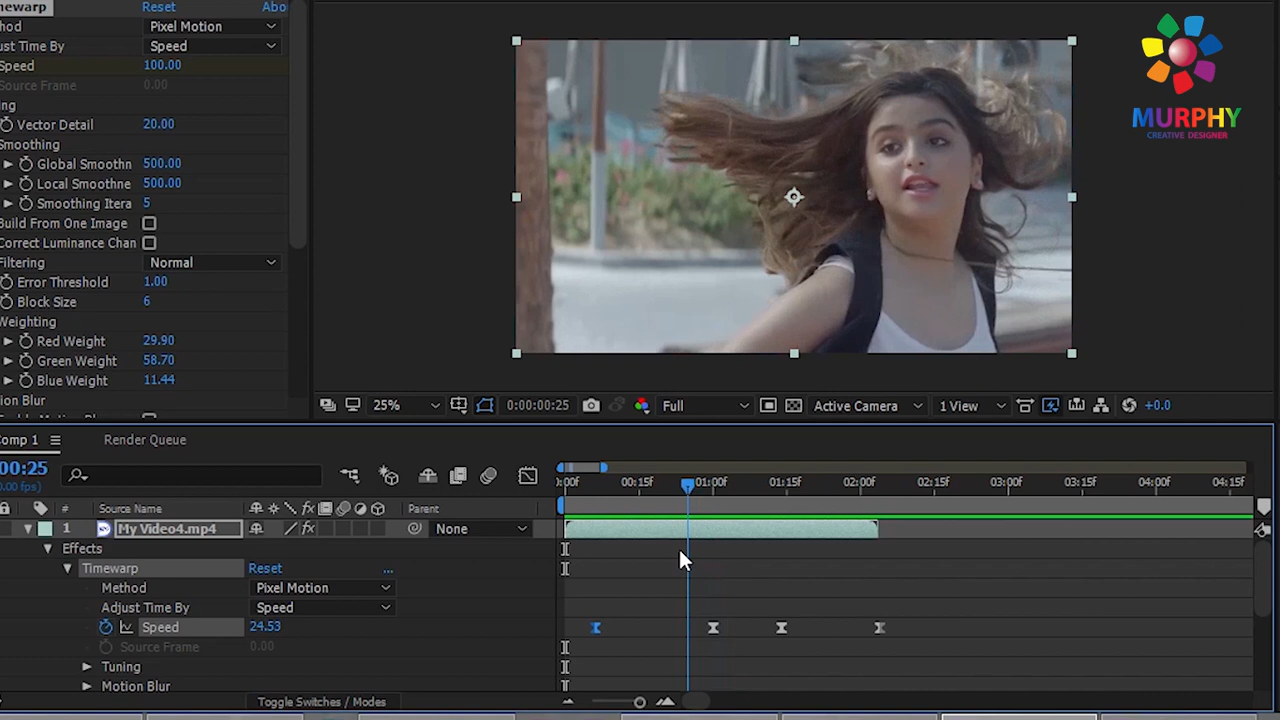 newarp Reset Abo
hod Pixel Motion
ust Time By Speed
Speed 100.00
Source Frame 0.00
ing
Vector Detail 20.00
Smoothing
Global Smoothn 500.00
Local Smoothne 500.00
Smoothing Itera 5
Build From One Image
Correct Luminance Chan
Filtering Normal
Error Threshold 1.00
Block Size 6
Weighting
Red Weight 29.90
Green Weight 58.70
Blue Weight 11.44
ion Blur
MURPHY
CREATIVE DESIGNER
25% 0:00:00:25 Full Active Camera 1 View +0.0
omp 1 Render Queue
00:25
0.00 fps)
:00f 00:15f 01:00f 01:15f 02:00f 02:15f 03:00f 03:15f 04:00f 04:15f
# Source Name Parent
1 My Video4.mp4 None
Effects
Timewarp Reset ...
Method Pixel Motion
Adjust Time By Speed
Speed 24.53
Source Frame 0.00
Tuning
Motion Blur
Toggle Switches / Modes